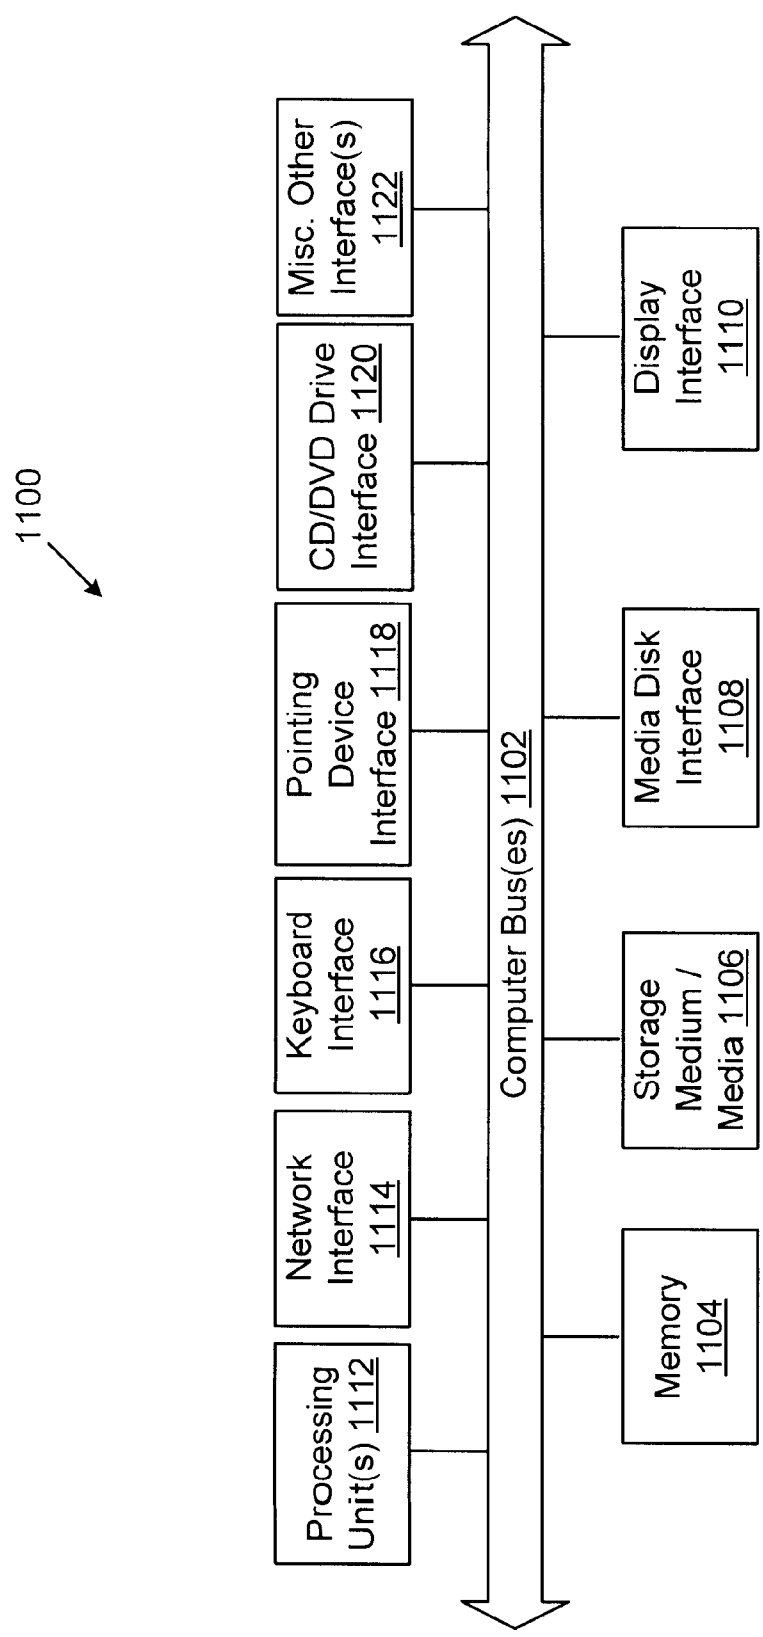 1100
Processing
Unit(s) 1112
Network
Interface
1114
Keyboard
Interface
1116
Pointing
Device
Interface 1118
CD/DVD Drive
Interface 1120
Misc. Other
Interface(s)
1122
Computer Bus(es) 1102
Memory
1104
Storage
Medium /
Media 1106
Media Disk
Interface
1108
Display
Interface
1110